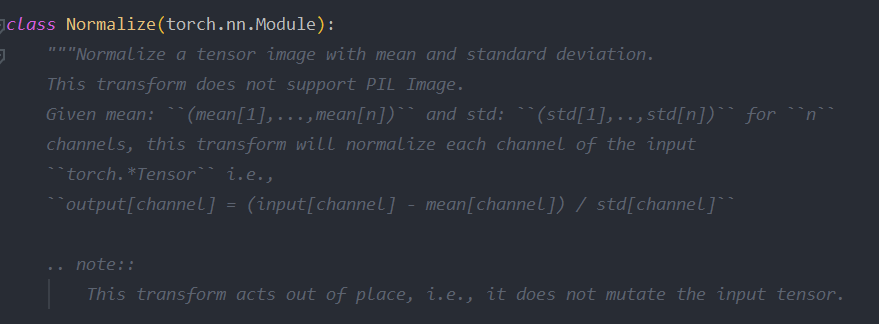 class Normalize(torch.nn.Module):
"""Normalize a tensor image with mean and standard deviation.
This transform does not support PIL Image.
Given mean: ``(mean[1],...,mean[n])`` and std: ``(std[1],..,std[n])`` for ``n``
channels, this transform will normalize each channel of the input
``torch.*Tensor`` i.e.,
``output[channel] = (input[channel] - mean[channel]) / std[channel]``
.. note::
This transform acts out of place, i.e., it does not mutate the input tensor.